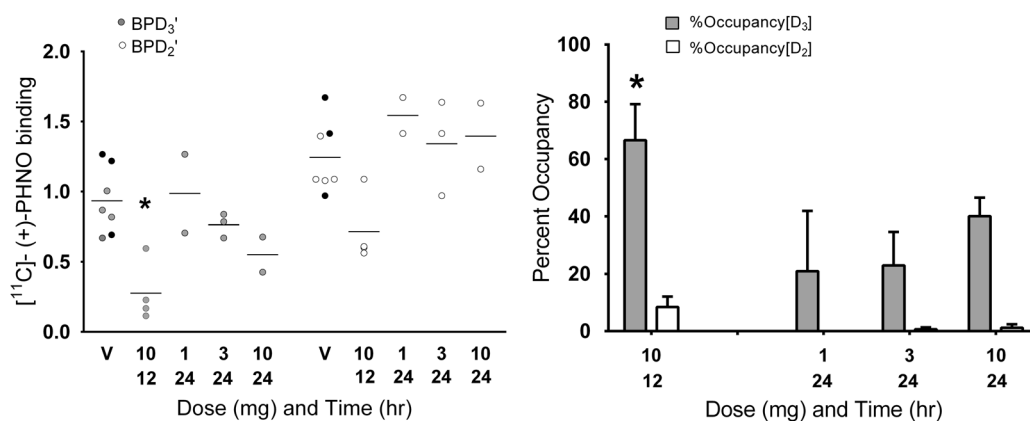 BPD₃'
BPD₂'
[¹¹C]- (+)-PHNO binding
2.0
1.5
1.0
0.5
0.0
*
V 10 1 3 10 V 10 1 3 10
12 24 24 24 12 24 24 24
Dose (mg) and Time (hr)
%Occupancy[D₃]
%Occupancy[D₂]
Percent Occupancy
100
80
60
40
20
0
*
10 1 3 10
12 24 24 24
Dose (mg) and Time (hr)